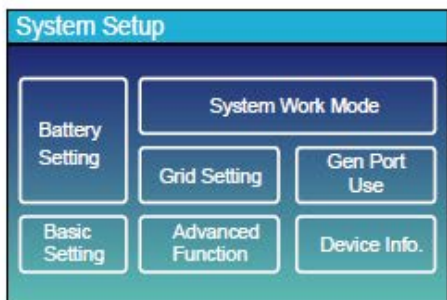 System Setup
Battery
Setting
System Work Mode
Grid Setting
Gen Port
Use
Basic
Setting
Advanced
Function
Device Info.